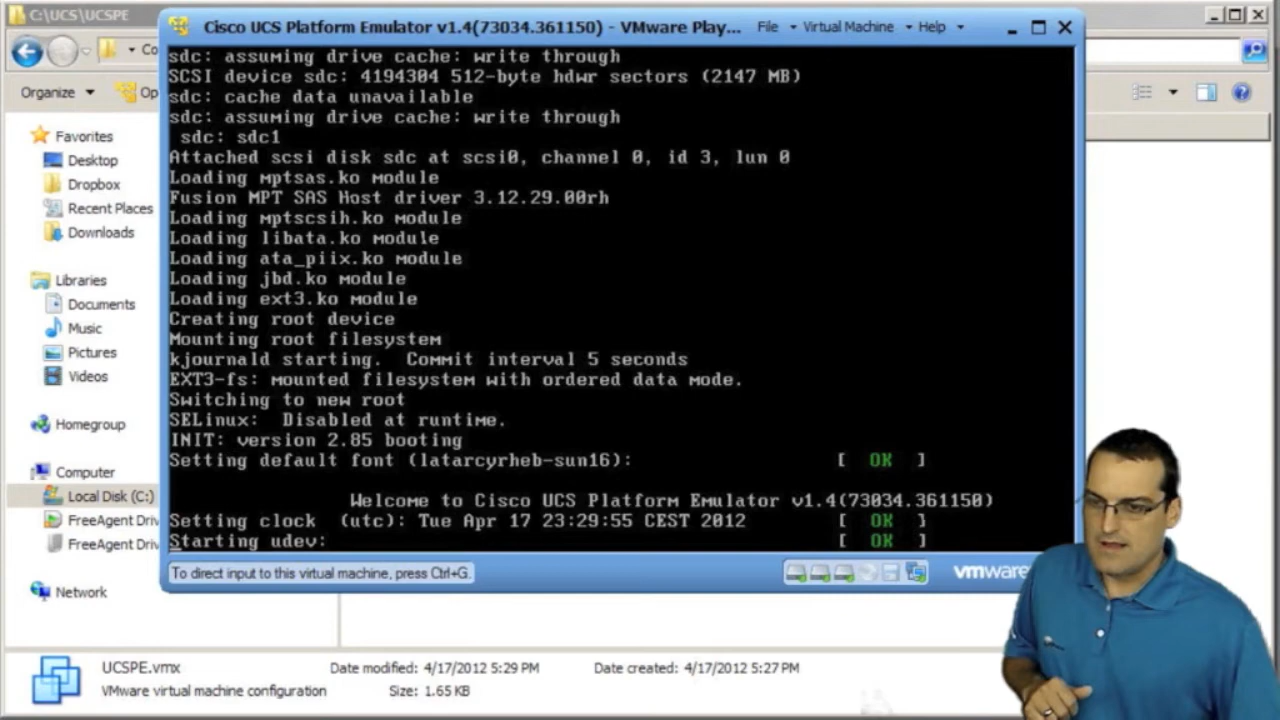 C:\UCS\UCSPE
Cisco UCS Platform Emulator v1.4(73034.361150) - VMware Play...
File
Virtual Machine
Help
Co
Organize
Op
Favorites
Desktop
Dropbox
Recent Places
Downloads
Libraries
Documents
Music
Pictures
Videos
Homegroup
Computer
Local Disk (C:)
FreeAgent Driv
FreeAgent Driv
Network
sdc: assuming drive cache: write through
SCSI device sdc: 4194304 512-byte hdwr sectors (2147 MB)
sdc: cache data unavailable
sdc: assuming drive cache: write through
sdc: sdc1
Attached scsi disk sdc at scsi0, channel 0, id 3, lun 0
Loading mptsas.ko module
Fusion MPT SAS Host driver 3.12.29.00rh
Loading mptscsih.ko module
Loading libata.ko module
Loading ata_piix.ko module
Loading jbd.ko module
Loading ext3.ko module
Creating root device
Mounting root filesystem
kjournald starting.  Commit interval 5 seconds
EXT3-fs: mounted filesystem with ordered data mode.
Switching to new root
SELinux:  Disabled at runtime.
INIT: version 2.85 booting
Setting default font (latarcyrheb-sun16): [ OK ]
Welcome to Cisco UCS Platform Emulator v1.4(73034.361150)
Setting clock  (utc): Tue Apr 17 23:29:55 CEST 2012 [ OK ]
Starting udev: [ OK ]
To direct input to this virtual machine, press Ctrl+G.
vmware
UCSPE.vmx
Date modified: 4/17/2012 5:29 PM
Date created: 4/17/2012 5:27 PM
VMware virtual machine configuration
Size: 1.65 KB